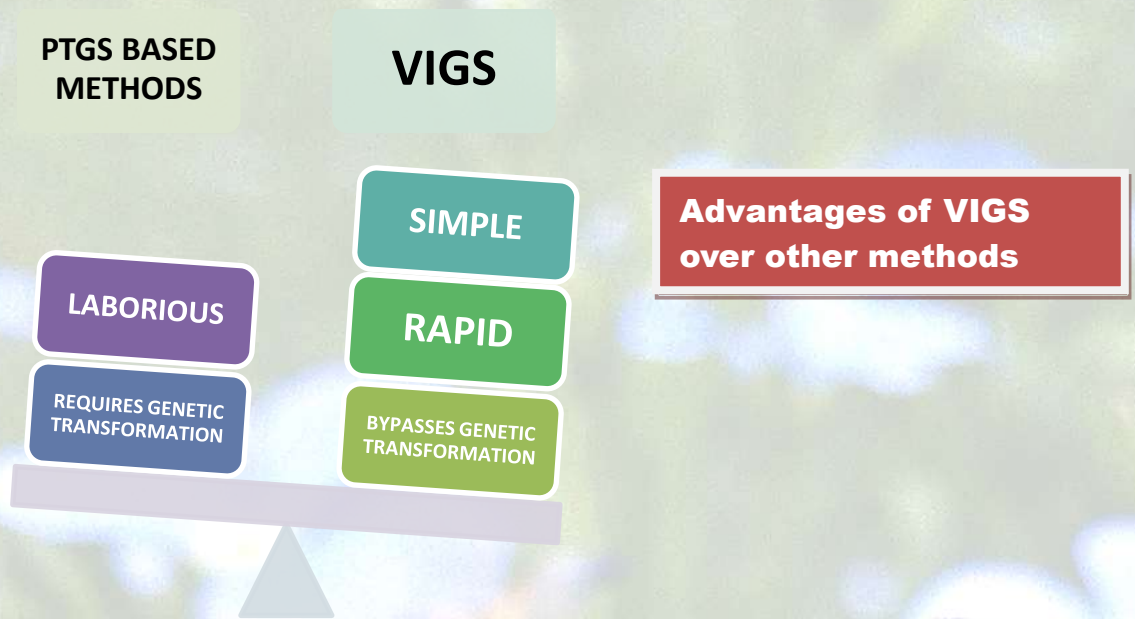 PTGS BASED
METHODS
VIGS
SIMPLE
RAPID
BYPASSES GENETIC
TRANSFORMATION
LABORIOUS
REQUIRES GENETIC
TRANSFORMATION
Advantages of VIGS
over other methods